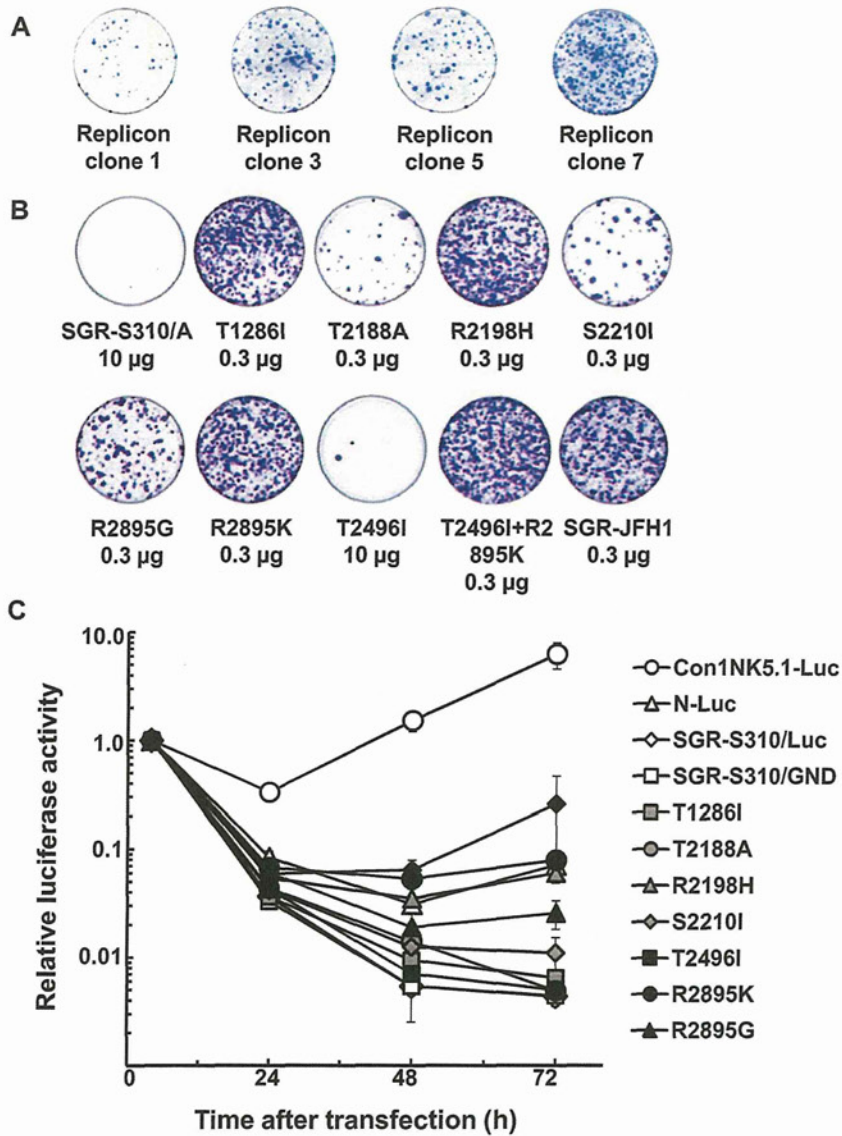 A
Replicon clone 1
Replicon clone 3
Replicon clone 5
Replicon clone 7
B
SGR-S310/A
10 µg
T1286I
0.3 µg
T2188A
0.3 µg
R2198H
0.3 µg
S2210I
0.3 µg
R2895G
0.3 µg
R2895K
0.3 µg
T2496I
10 µg
T2496I+R2
895K
0.3 µg
SGR-JFH1
0.3 µg
C
Relative luciferase activity
10.0
1.0
0.1
0.01
0
24
48
72
Time after transfection (h)
Con1NK5.1-Luc
N-Luc
SGR-S310/Luc
SGR-S310/GND
T1286I
T2188A
R2198H
S2210I
T2496I
R2895K
R2895G